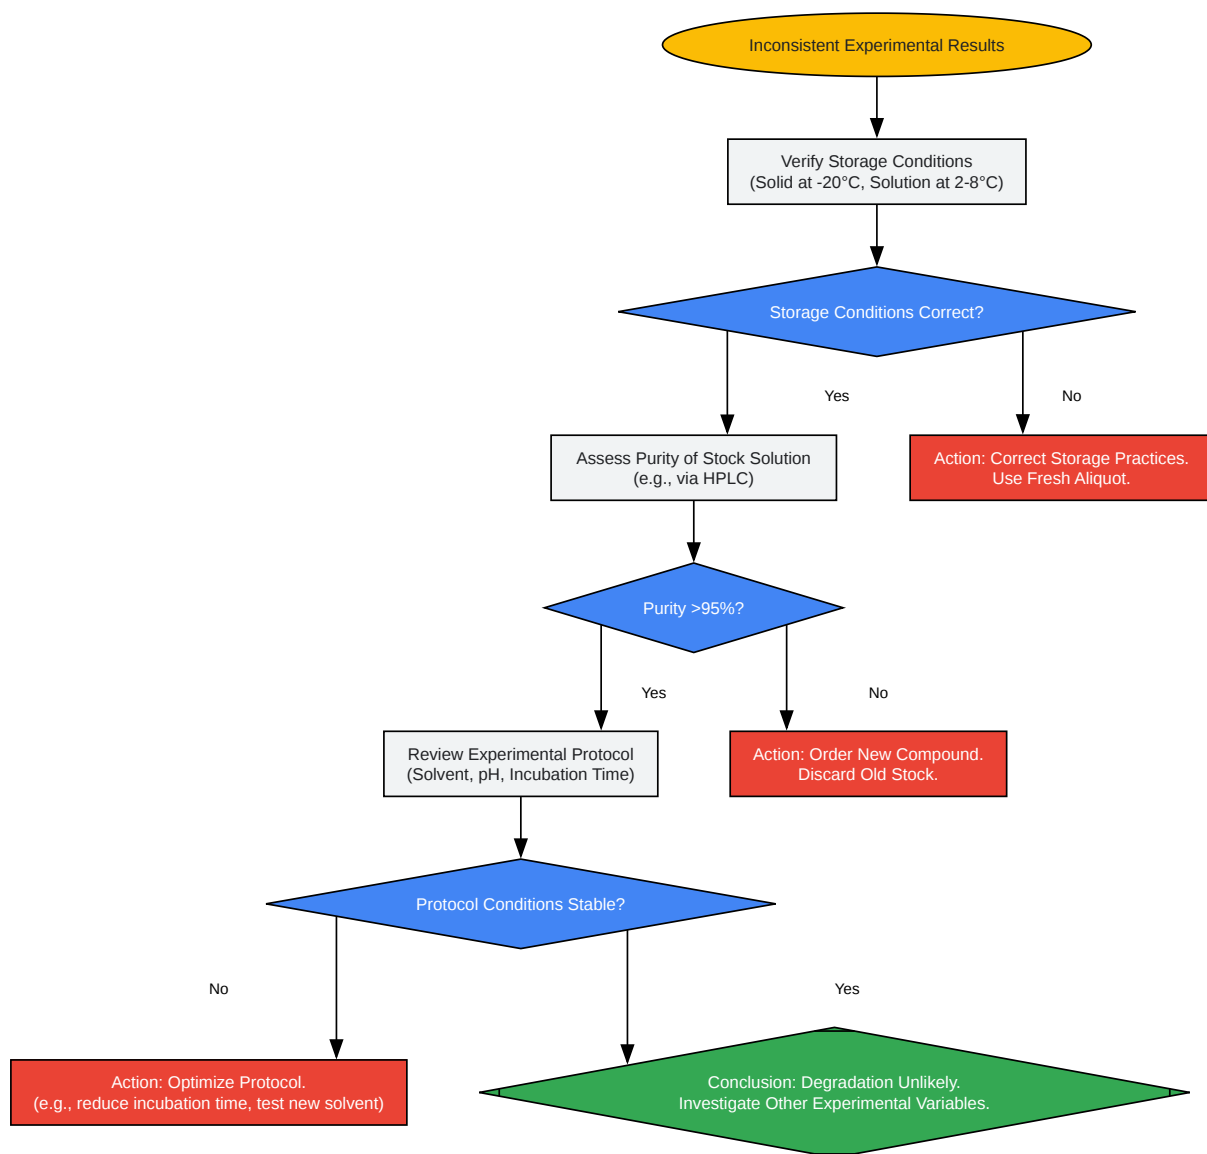 Inconsistent Experimental Results
Verify Storage Conditions
(Solid at -20°C, Solution at 2-8°C)
Storage Conditions Correct?
Yes
No
Assess Purity of Stock Solution
(e.g., via HPLC)
Action: Correct Storage Practices.
Use Fresh Aliquot.
Purity >95%?
Yes
No
Review Experimental Protocol
(Solvent, pH, Incubation Time)
Action: Order New Compound.
Discard Old Stock.
Protocol Conditions Stable?
No
Yes
Action: Optimize Protocol.
(e.g., reduce incubation time, test new solvent)
Conclusion: Degradation Unlikely.
Investigate Other Experimental Variables.